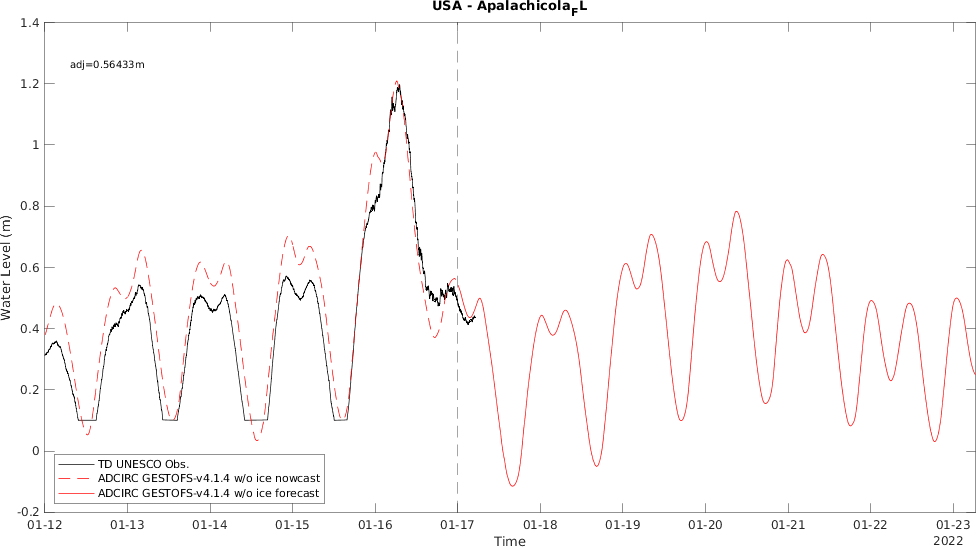 USA - ApalachicolaFL
1.4
1.2
1
0.8
0.6
0.4
0.2
0
-0.2
Water Level (m)
adj=0.56433m
TD UNESCO Obs.
ADCIRC GESTOFS-v4.1.4 w/o ice nowcast
ADCIRC GESTOFS-v4.1.4 w/o ice forecast
01-12 01-13 01-14 01-15 01-16 01-17 01-18 01-19 01-20 01-21 01-22 01-23
Time
2022